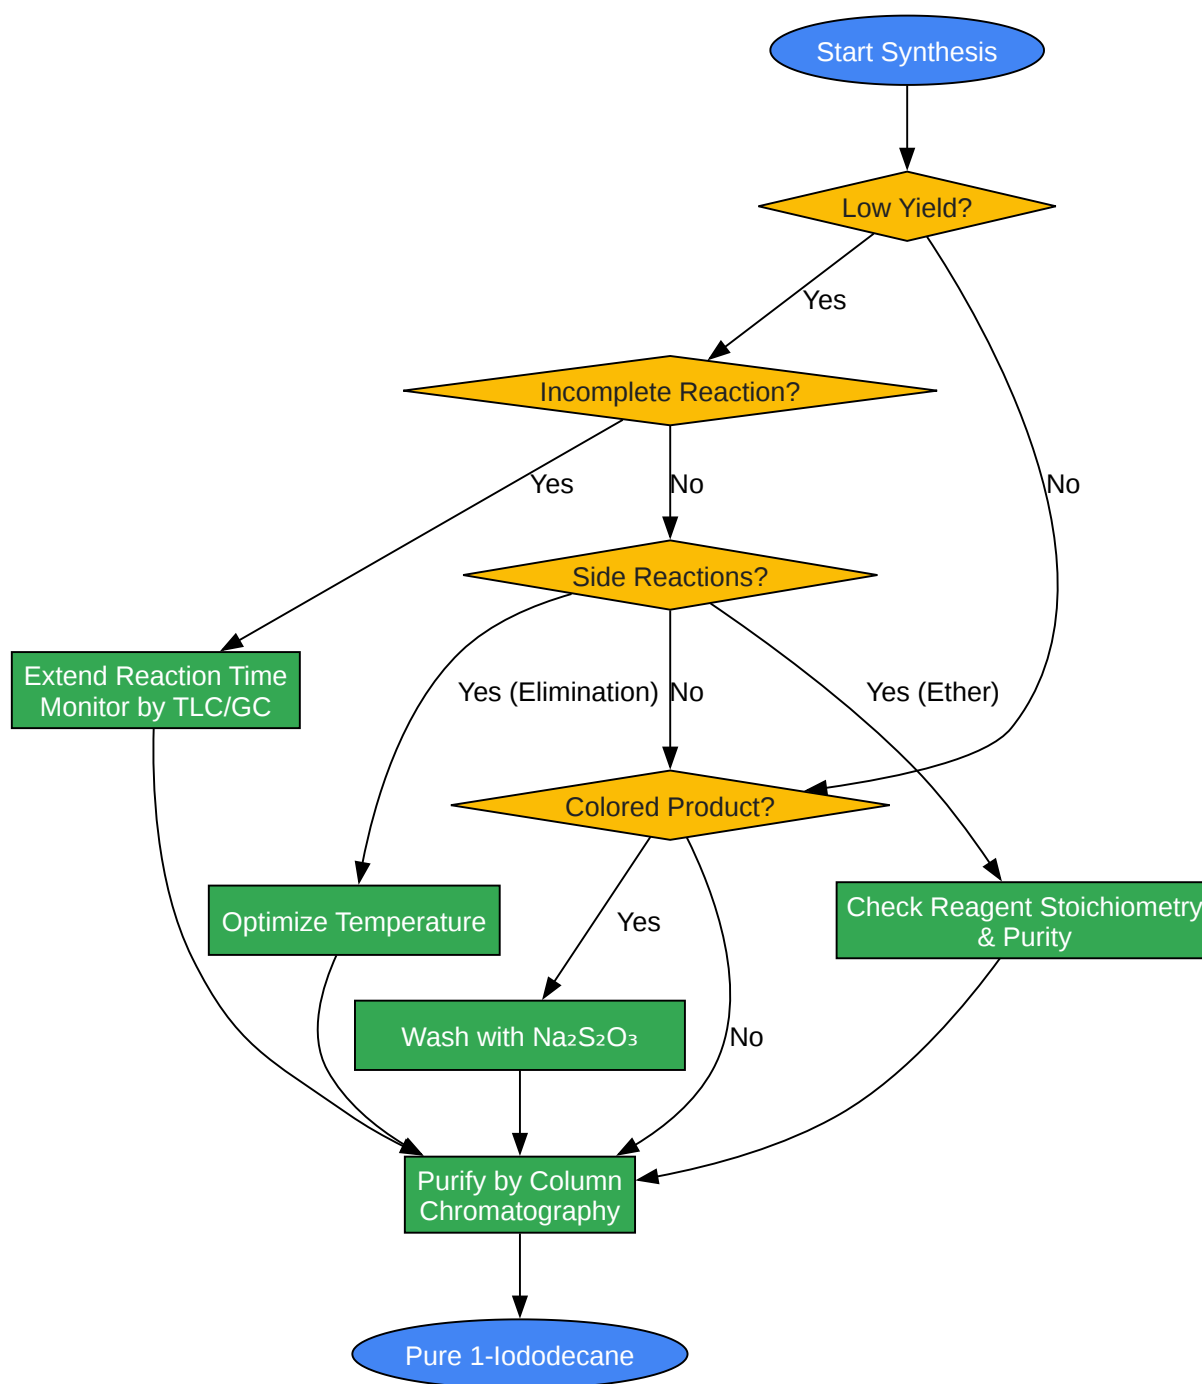 Start Synthesis
Low Yield?
Yes
Incomplete Reaction?
Yes
No
No
Side Reactions?
Extend Reaction Time
Monitor by TLC/GC
Yes (Elimination)
No
Yes (Ether)
Colored Product?
Optimize Temperature
Yes
Check Reagent Stoichiometry
& Purity
Wash with Na₂S₂O₃
No
Purify by Column
Chromatography
Pure 1-Iododecane